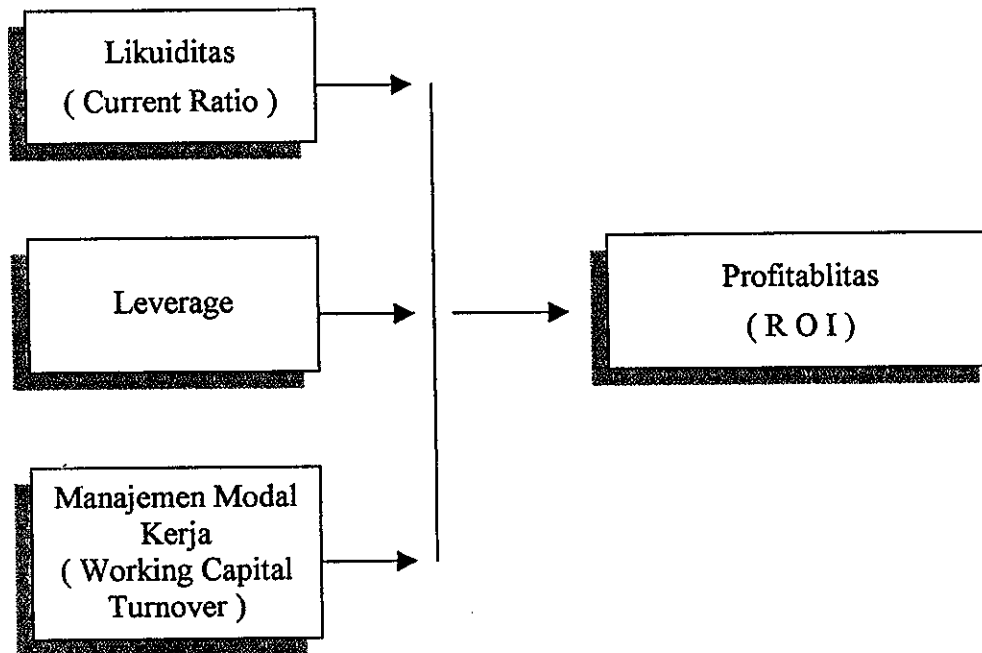 Likuiditas
( Current Ratio )
Leverage
Manajemen Modal
Kerja
( Working Capital
Turnover )
Profitablitas
( R O I )